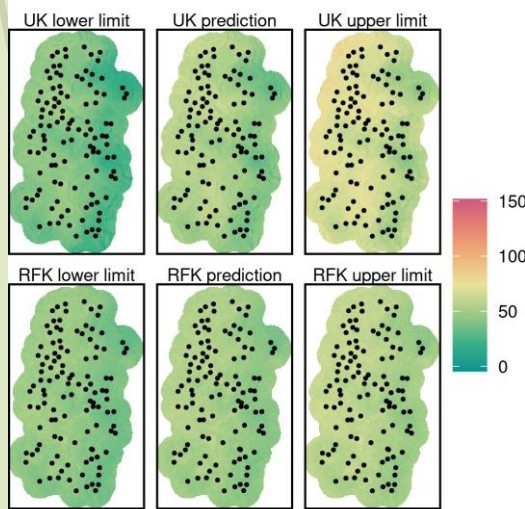 UK lower limit UK prediction UK upper limit
RFK lower limit RFK prediction RFK upper limit
150
100
50
0